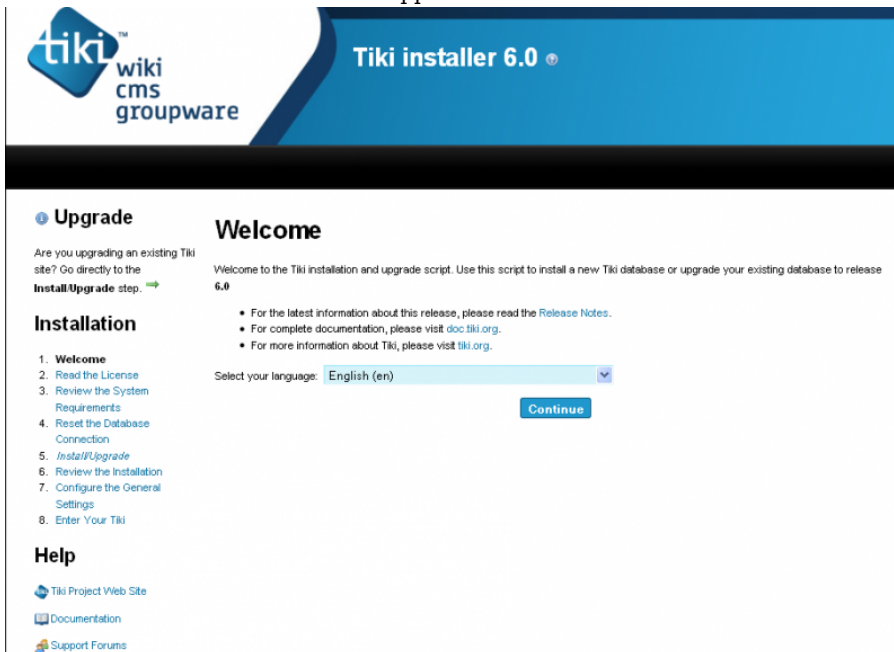 tiki™
wiki
cms
groupware
Tiki installer 6.0
Upgrade
Are you upgrading an existing Tiki
site? Go directly to the
Install/Upgrade step.
Installation
1. Welcome
2. Read the License
3. Review the System
Requirements
4. Reset the Database
Connection
5. Install/Upgrade
6. Review the Installation
7. Configure the General
Settings
8. Enter Your Tiki
Help
Tiki Project Web Site
Documentation
Support Forums
Welcome
Welcome to the Tiki installation and upgrade script. Use this script to install a new Tiki database or upgrade your existing database to release
6.0
• For the latest information about this release, please read the Release Notes.
• For complete documentation, please visit doc.tiki.org.
• For more information about Tiki, please visit tiki.org.
Select your language: English (en)
Continue